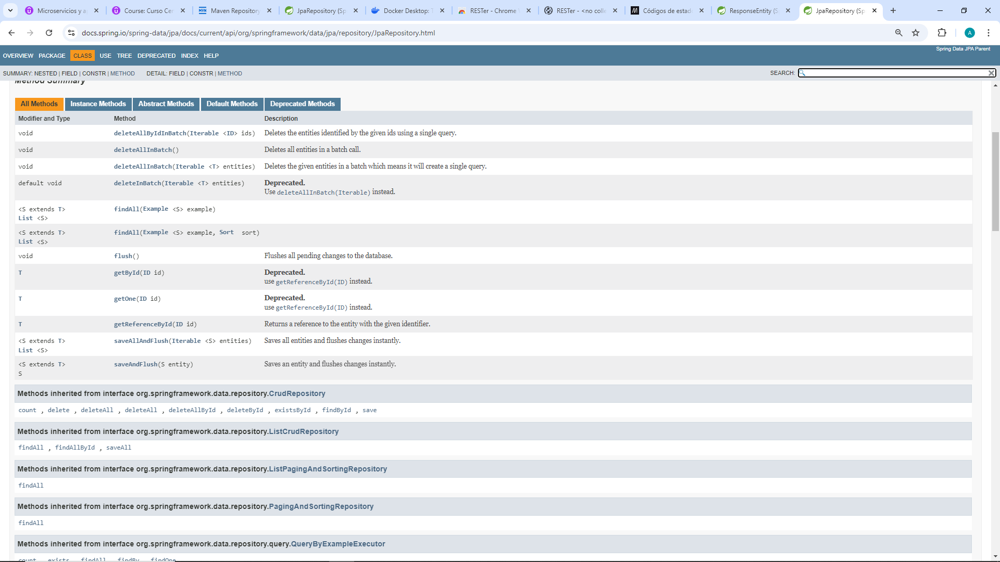 Microservicios y a
Course: Curso Cer
Maven Repository
JpaRepository (Sp
Docker Desktop: T
RESTer - Chrome
RESTer - <no colle
Códigos de estad
ResponseEntity (S
JpaRepository (Sp
docs.spring.io/spring-data/jpa/docs/current/api/org/springframework/data/jpa/repository/JpaRepository.html
A
Spring Data JPA Parent
OVERVIEW PACKAGE CLASS USE TREE DEPRECATED INDEX HELP
SUMMARY: NESTED | FIELD | CONSTR | METHOD DETAIL: FIELD | CONSTR | METHOD SEARCH:
Method Summary
All Methods Instance Methods Abstract Methods Default Methods Deprecated Methods
Modifier and Type Method Description
void deleteAllByIdInBatch(Iterable <ID> ids) Deletes the entities identified by the given ids using a single query.
void deleteAllInBatch() Deletes all entities in a batch call.
void deleteAllInBatch(Iterable <T> entities) Deletes the given entities in a batch which means it will create a single query.
default void deleteInBatch(Iterable <T> entities) Deprecated.
Use deleteAllInBatch(Iterable) instead.
<S extends T> findAll(Example <S> example)
List <S>
<S extends T> findAll(Example <S> example, Sort sort)
List <S>
void flush() Flushes all pending changes to the database.
T getById(ID id) Deprecated.
use getReferenceById(ID) instead.
T getOne(ID id) Deprecated.
use getReferenceById(ID) instead.
T getReferenceById(ID id) Returns a reference to the entity with the given identifier.
<S extends T> saveAllAndFlush(Iterable <S> entities) Saves all entities and flushes changes instantly.
List <S>
<S extends T> saveAndFlush(S entity) Saves an entity and flushes changes instantly.
S
Methods inherited from interface org.springframework.data.repository.CrudRepository
count , delete , deleteAll , deleteAll , deleteAllById , deleteById , existsById , findById , save
Methods inherited from interface org.springframework.data.repository.ListCrudRepository
findAll , findAllById , saveAll
Methods inherited from interface org.springframework.data.repository.ListPagingAndSortingRepository
findAll
Methods inherited from interface org.springframework.data.repository.PagingAndSortingRepository
findAll
Methods inherited from interface org.springframework.data.repository.query.QueryByExampleExecutor
count exists findAll findBy findOne